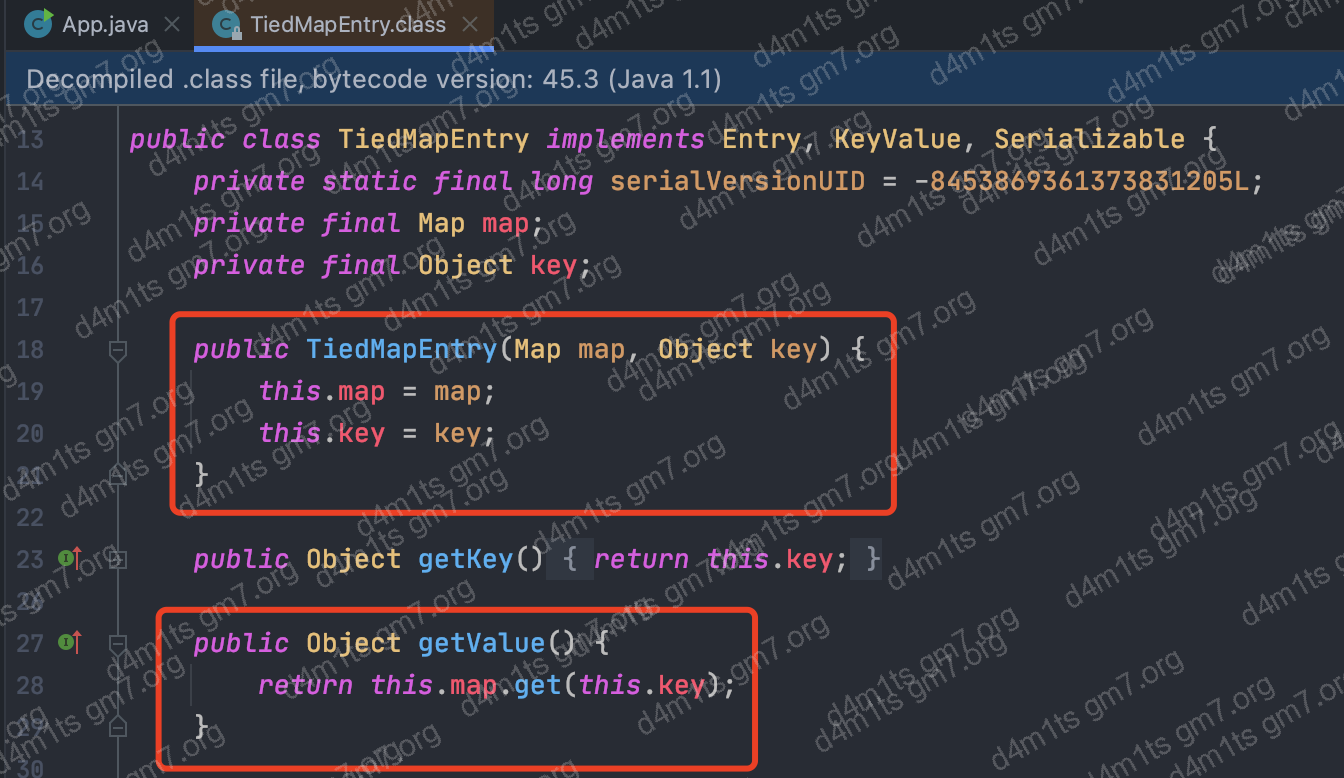 App.java
TiedMapEntry.class
Decompiled .class file, bytecode version: 45.3 (Java 1.1)
13 public class TiedMapEntry implements Entry, KeyValue, Serializable {
14 private static final long serialVersionUID = -8453869361373831205L;
15 private final Map map;
16 private final Object key;
17
18 public TiedMapEntry(Map map, Object key) {
19 this.map = map;
20 this.key = key;
21 }
22
23 public Object getKey() { return this.key; }
26
27 public Object getValue() {
28 return this.map.get(this.key);
29 }
30
d4m1ts gm7.org